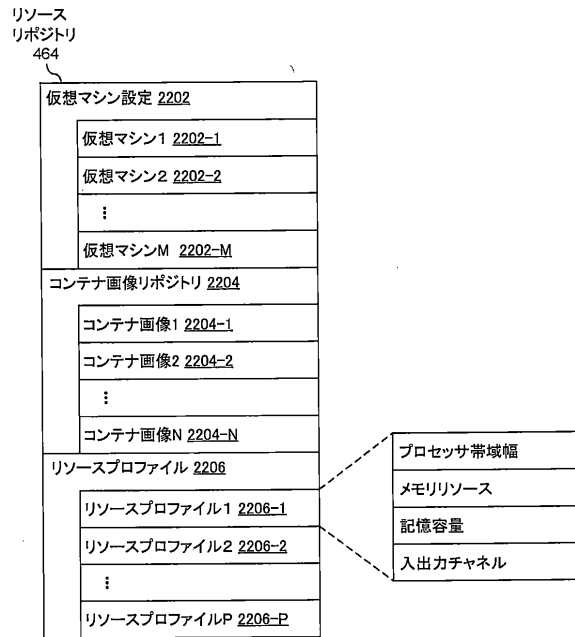 リソース
リポジトリ
464
仮想マシン設定 2202
仮想マシン1 2202-1
仮想マシン2 2202-2
⋮
仮想マシンM 2202-M
コンテナ画像リポジトリ 2204
コンテナ画像1 2204-1
コンテナ画像2 2204-2
⋮
コンテナ画像N 2204-N
リソースプロファイル 2206
リソースプロファイル1 2206-1
リソースプロファイル2 2206-2
⋮
リソースプロファイルP 2206-P
プロセッサ帯域幅
メモリリソース
記憶容量
入出力チャネル